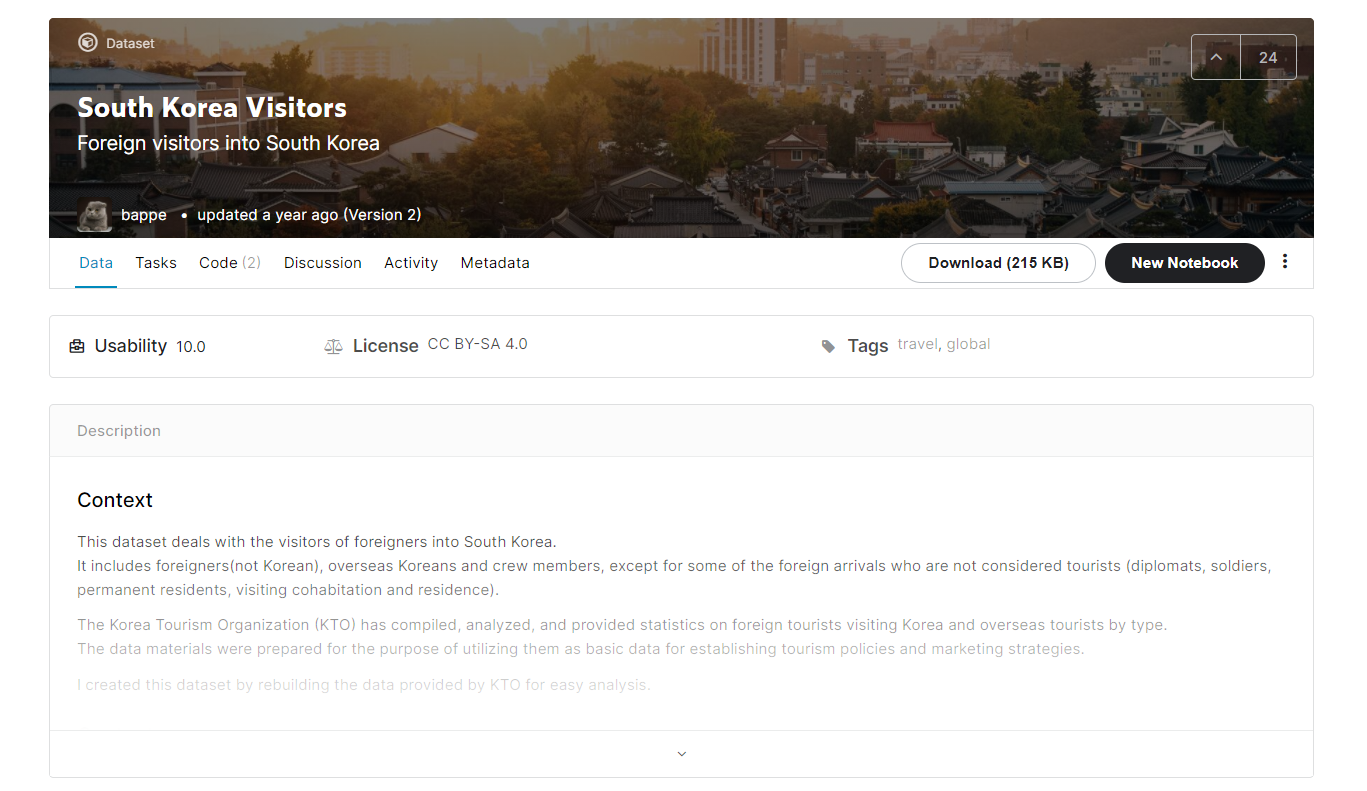 Dataset
24
South Korea Visitors
Foreign visitors into South Korea
bappe • updated a year ago (Version 2)
Data Tasks Code (2) Discussion Activity Metadata Download (215 KB) New Notebook
Usability 10.0 License CC BY-SA 4.0 Tags travel, global
Description
Context
This dataset deals with the visitors of foreigners into South Korea.
It includes foreigners(not Korean), overseas Koreans and crew members, except for some of the foreign arrivals who are not considered tourists (diplomats, soldiers,
permanent residents, visiting cohabitation and residence).
The Korea Tourism Organization (KTO) has compiled, analyzed, and provided statistics on foreign tourists visiting Korea and overseas tourists by type.
The data materials were prepared for the purpose of utilizing them as basic data for establishing tourism policies and marketing strategies.
I created this dataset by rebuilding the data provided by KTO for easy analysis.